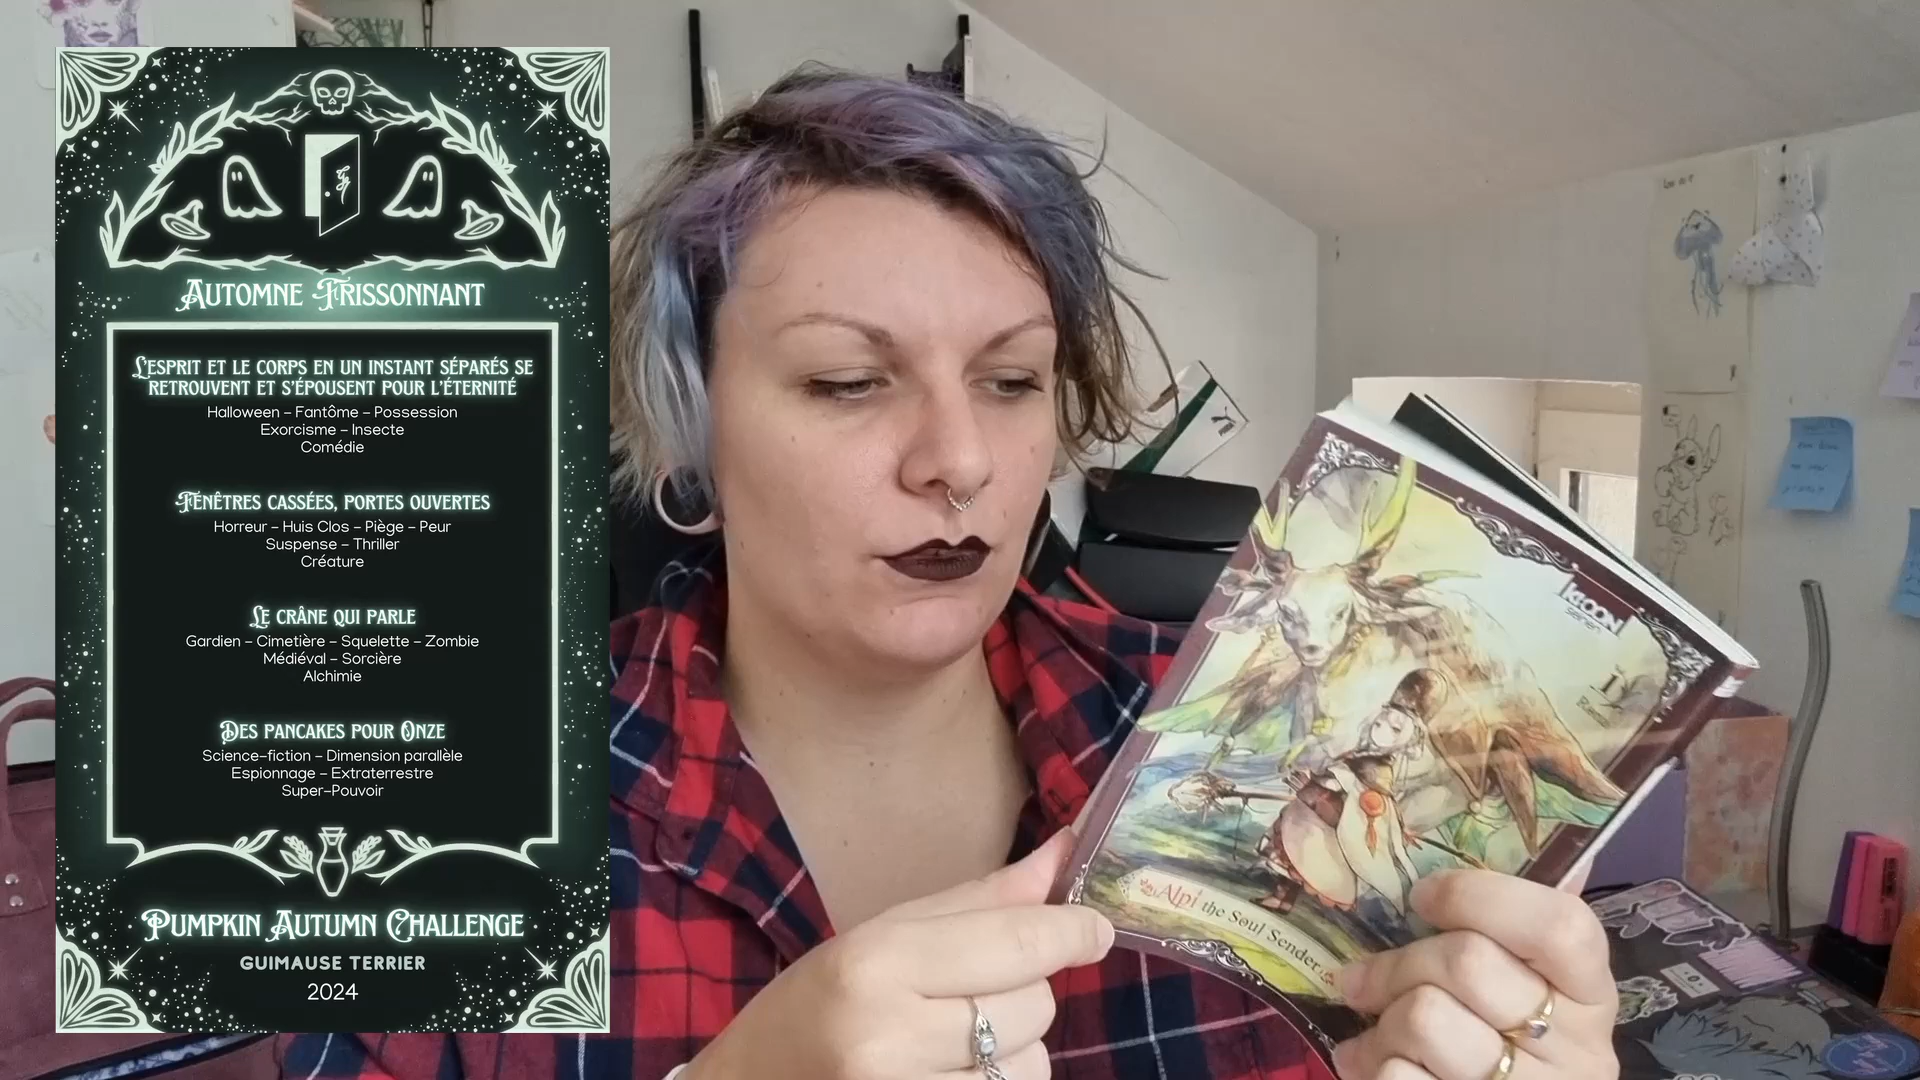 AUTOMNE FRISSONNANT
L'ESPRIT ET LE CORPS EN UN INSTANT SÉPARÉS SE
RETROUVENT ET S'ÉPOUSENT POUR L'ÉTERNITÉ
Halloween – Fantôme – Possession
Exorcisme – Insecte
Comédie
FENÊTRES CASSÉES, PORTES OUVERTES
Horreur – Huis Clos – Piège – Peur
Suspense – Thriller
Créature
LE CRÂNE QUI PARLE
Gardien – Cimetière – Squelette – Zombie
Médiéval – Sorcière
Alchimie
DES PANCAKES POUR ONZE
Science-fiction – Dimension parallèle
Espionnage – Extraterrestre
Super-Pouvoir
PUMPKIN AUTUMN CHALLENGE
GUIMAUSE TERRIER
2024
KI-OON
1
Rona
Alpi the Soul Sender